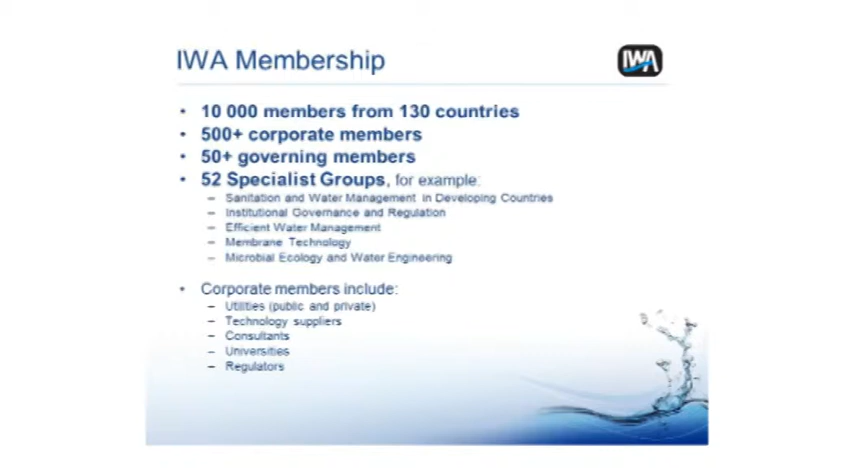 IWA Membership
IWA
• 10 000 members from 130 countries
• 500+ corporate members
• 50+ governing members
• 52 Specialist Groups, for example:
– Sanitation and Water Management in Developing Countries
– Institutional Governance and Regulation
– Efficient Water Management
– Membrane Technology
– Microbial Ecology and Water Engineering
• Corporate members include:
– Utilities (public and private)
– Technology suppliers
– Consultants
– Universities
– Regulators